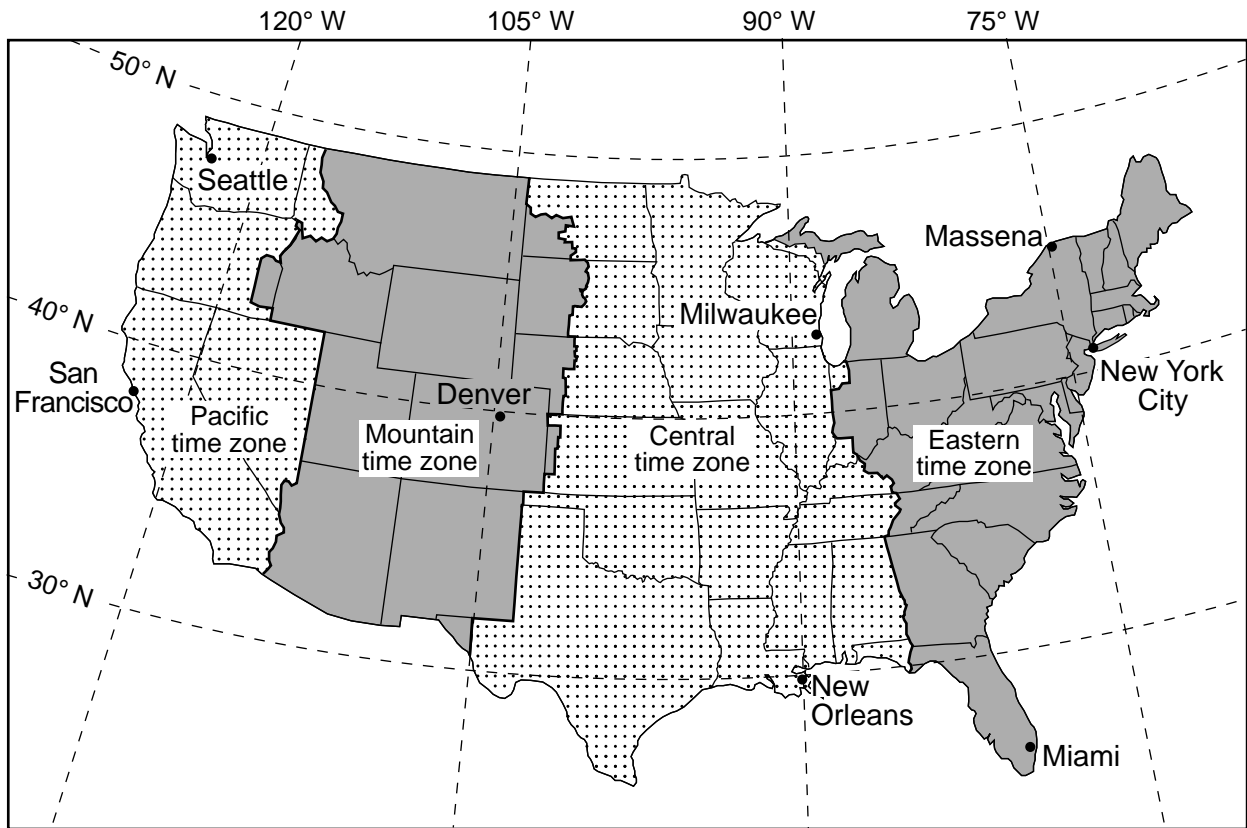 120° W
105° W
90° W
75° W
50° N
Seattle
Massena
40° N
Milwaukee
San
Francisco
Denver
New York
City
Pacific
time zone
Mountain
time zone
Central
time zone
Eastern
time zone
30° N
New
Orleans
Miami